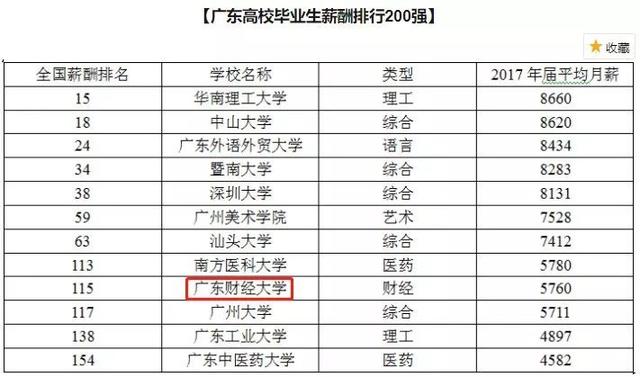 【广东高校毕业生薪酬排行200强】
收藏
全国薪酬排名 学校名称 类型 2017 年届平均月薪
15 华南理工大学 理工 8660
18 中山大学 综合 8620
24 广东外语外贸大学 语言 8434
34 暨南大学 综合 8283
38 深圳大学 综合 8131
59 广州美术学院 艺术 7528
63 汕头大学 综合 7412
113 南方医科大学 医药 5780
115 广东财经大学 财经 5760
117 广州大学 综合 5711
138 广东工业大学 理工 4897
154 广东中医药大学 医药 4582